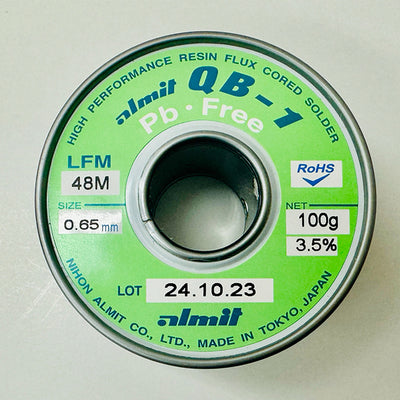 HIGH PERFORMANCE RESIN FLUX CORED SOLDER
almit QB-1
Pb·Free
LFM
48M
RoHS
SIZE
0.65mm
NET
100g
3.5%
LOT 24.10.23
almit
NIHON ALMIT CO., LTD., MADE IN TOKYO, JAPAN